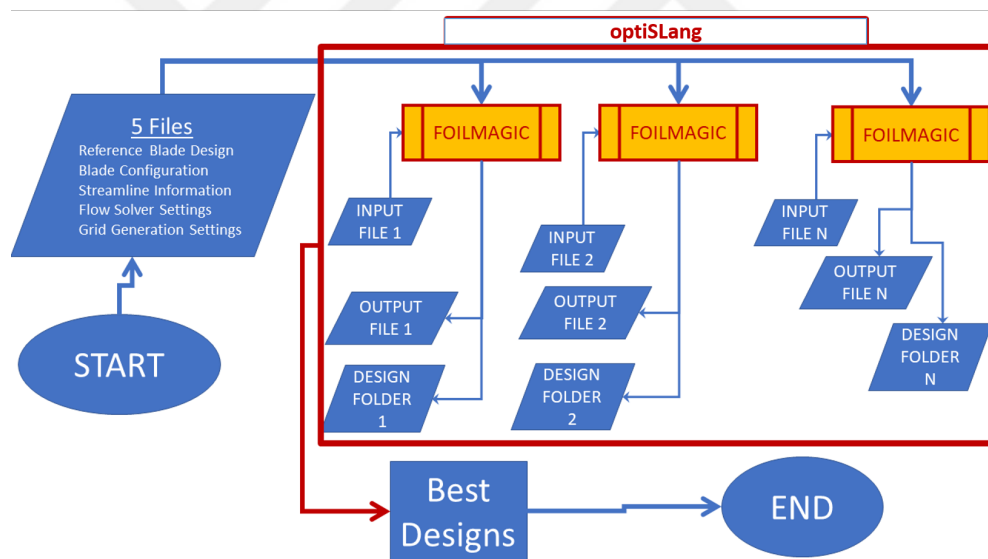 optiSLang
5 Files
Reference Blade Design
Blade Configuration
Streamline Information
Flow Solver Settings
Grid Generation Settings
FOILMAGIC
FOILMAGIC
FOILMAGIC
INPUT
FILE 1
INPUT
FILE 2
INPUT
FILE N
OUTPUT
FILE 1
OUTPUT
FILE 2
OUTPUT
FILE N
DESIGN
FOLDER
1
DESIGN
FOLDER
2
DESIGN
FOLDER
N
START
Best
Designs
END